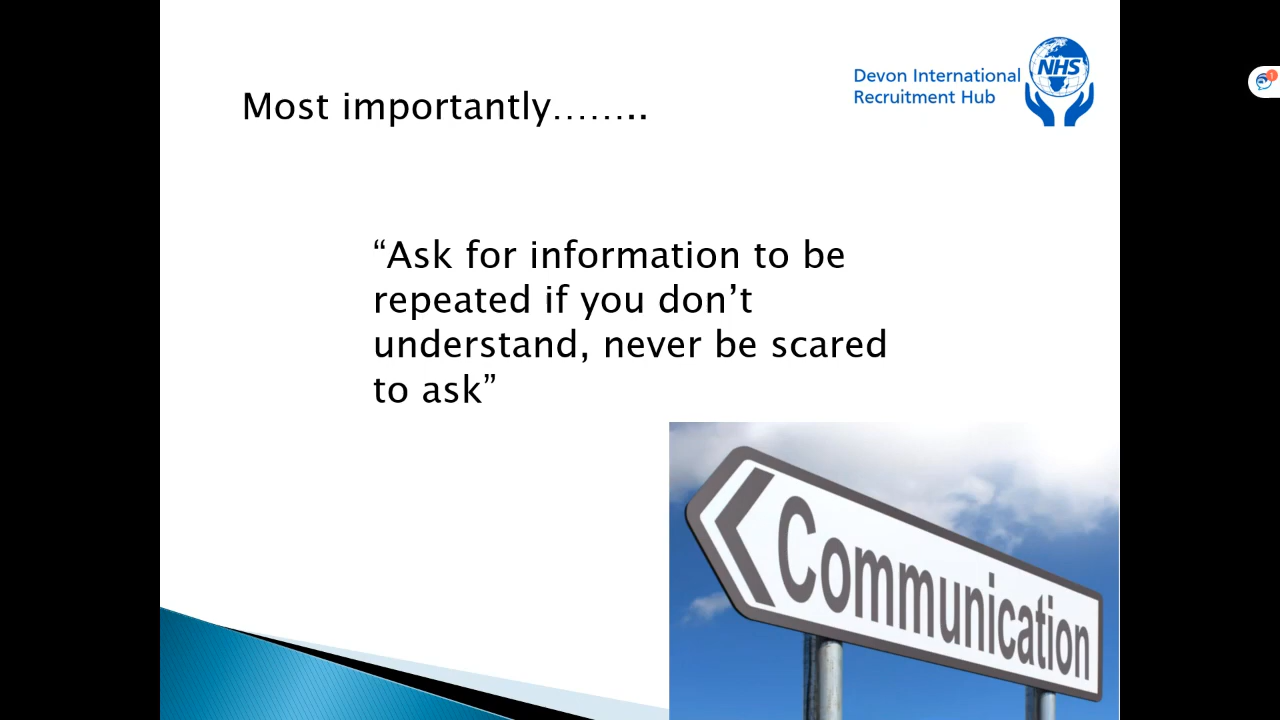 Devon International
Recruitment Hub
NHS
Most importantly……..
“Ask for information to be
repeated if you don’t
understand, never be scared
to ask”
Communication
1